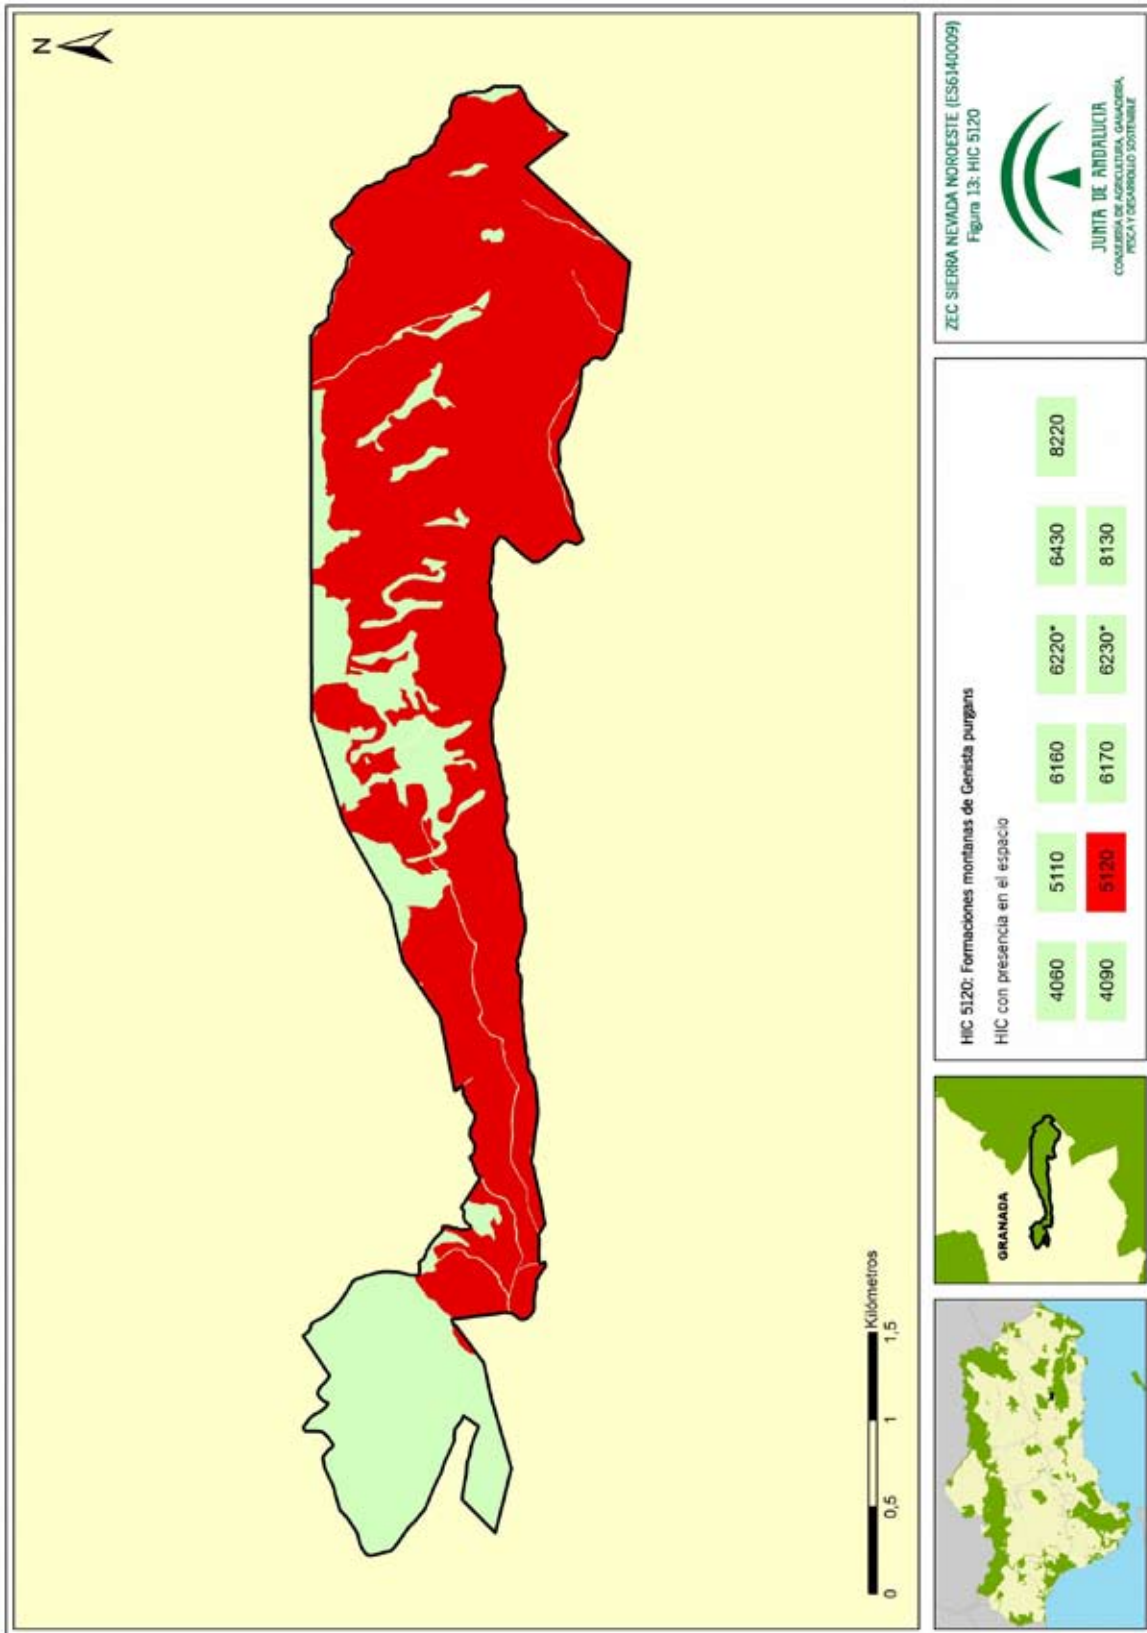 N
Kilómetros
0
0,5
1
1,5
GRANADA
HIC 5120: Formaciones montanas de Genista purgans
HIC con presencia en el espacio
4060
5110
6160
6220*
6430
8220
4090
5120
6170
6230*
8130
ZEC SIERRA NEVADA NOROESTE (ES6140009)
Figura 13: HIC 5120
JUNTA DE ANDALUCIA
CONSEJERÍA DE AGRICULTURA, GANADERÍA,
PESCA Y DESARROLLO SOSTENIBLE